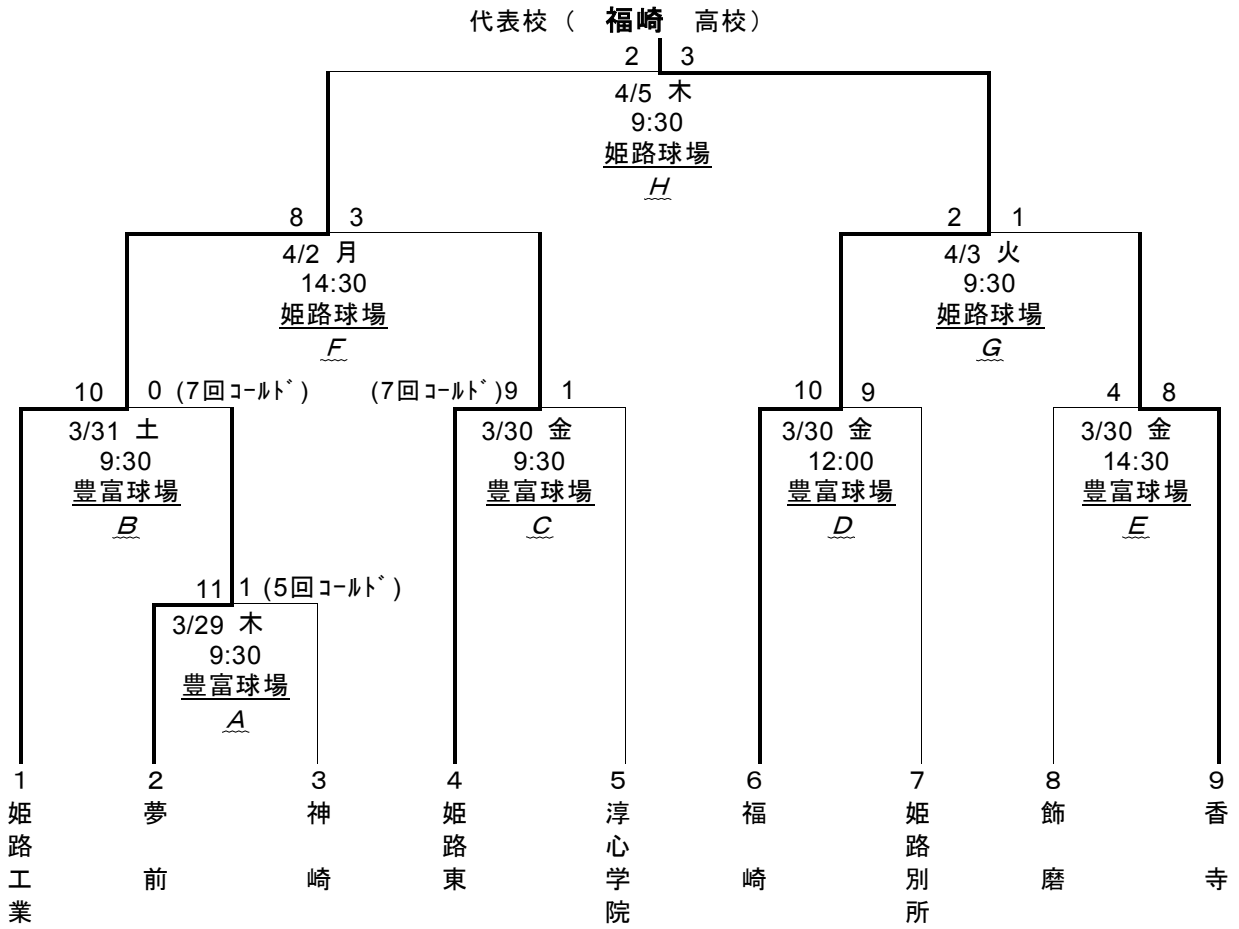 代表校（　福崎　高校）
2 3
4/5 木
9:30
姫路球場
H
8 3
4/2 月
14:30
姫路球場
F
2 1
4/3 火
9:30
姫路球場
G
10 0 (7回ｺｰﾙﾄﾞ)
3/31 土
9:30
豊富球場
B
(7回ｺｰﾙﾄﾞ)9 1
3/30 金
9:30
豊富球場
C
10 9
3/30 金
12:00
豊富球場
D
4 8
3/30 金
14:30
豊富球場
E
11 1 (5回ｺｰﾙﾄﾞ)
3/29 木
9:30
豊富球場
A
1
姫路工業
2
夢前
3
神崎
4
姫路東
5
淳心学院
6
福崎
7
姫路別所
8
飾磨
9
香寺